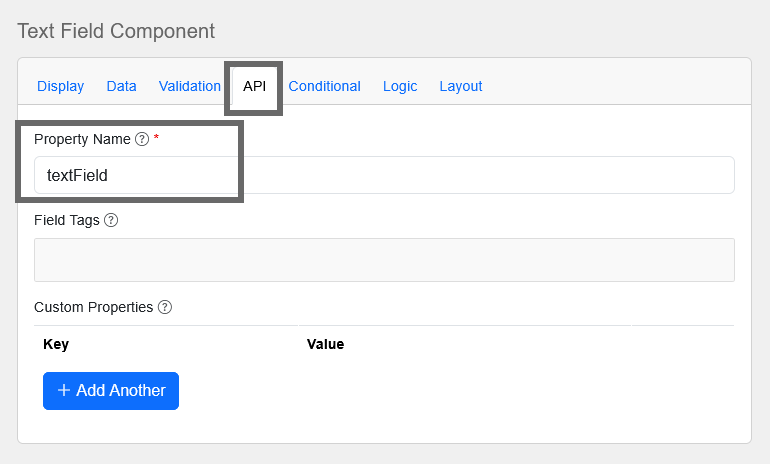 Text Field Component
Display Data Validation API Conditional Logic Layout
Property Name ? *
textField
Field Tags ?
Custom Properties ?
Key Value
+ Add Another